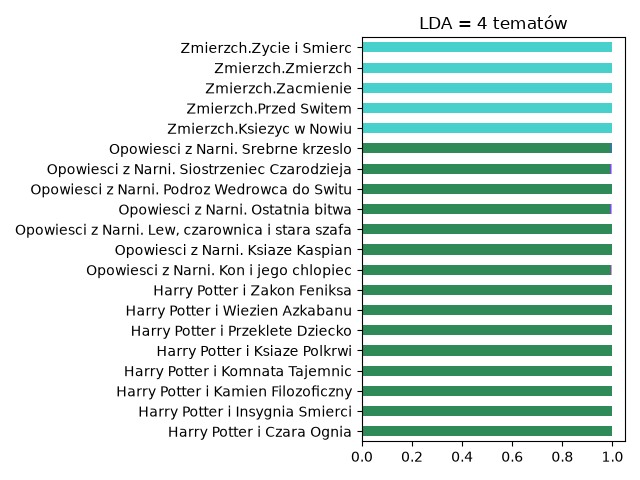 LDA = 4 tematów
Zmierzch.Zycie i Smierc
Zmierzch.Zmierzch
Zmierzch.Zacmienie
Zmierzch.Przed Switem
Zmierzch.Ksiezyc w Nowiu
Opowiesci z Narni. Srebrne krzeslo
Opowiesci z Narni. Siostrzeniec Czarodzieja
Opowiesci z Narni. Podroz Wedrowca do Switu
Opowiesci z Narni. Ostatnia bitwa
Opowiesci z Narni. Lew, czarownica i stara szafa
Opowiesci z Narni. Ksiaze Kaspian
Opowiesci z Narni. Kon i jego chlopiec
Harry Potter i Zakon Feniksa
Harry Potter i Wiezien Azkabanu
Harry Potter i Przeklete Dziecko
Harry Potter i Ksiaze Polkrwi
Harry Potter i Komnata Tajemnic
Harry Potter i Kamien Filozoficzny
Harry Potter i Insygnia Smierci
Harry Potter i Czara Ognia
0.0 0.2 0.4 0.6 0.8 1.0